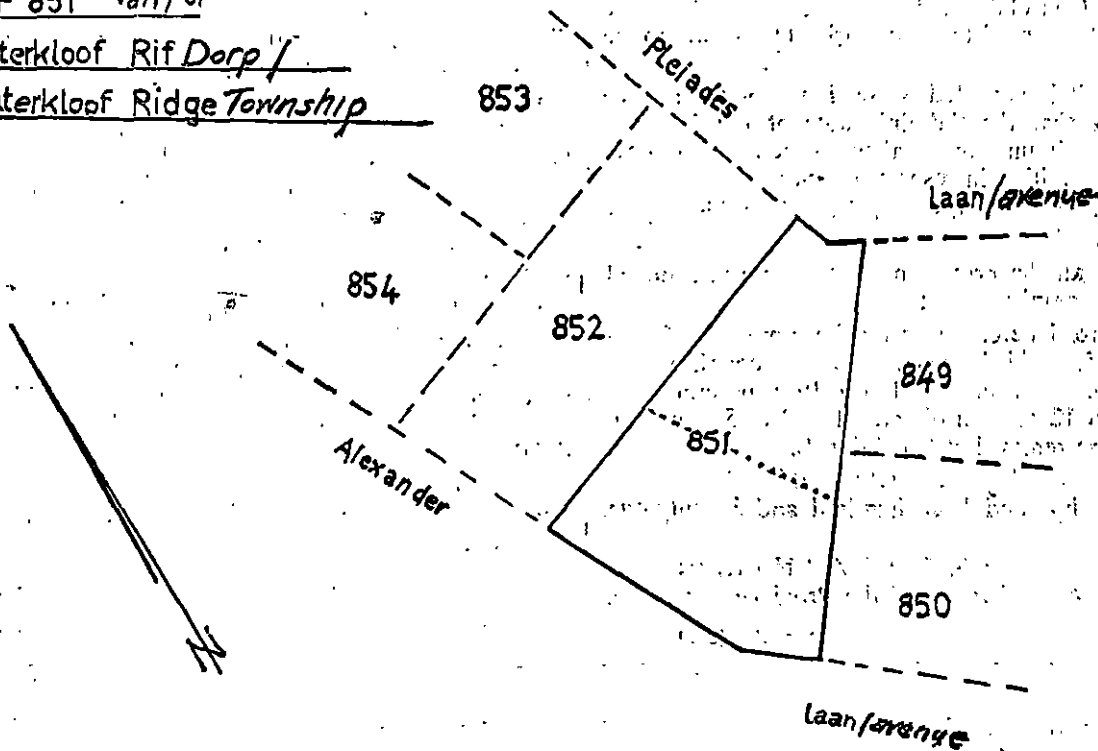 851 van/of
terkloof Rif Dorp/
terkloof Ridge Township
853
Pleiades
laan/avenue
854
852
849
851
Alexander
850
laan/avenue
N